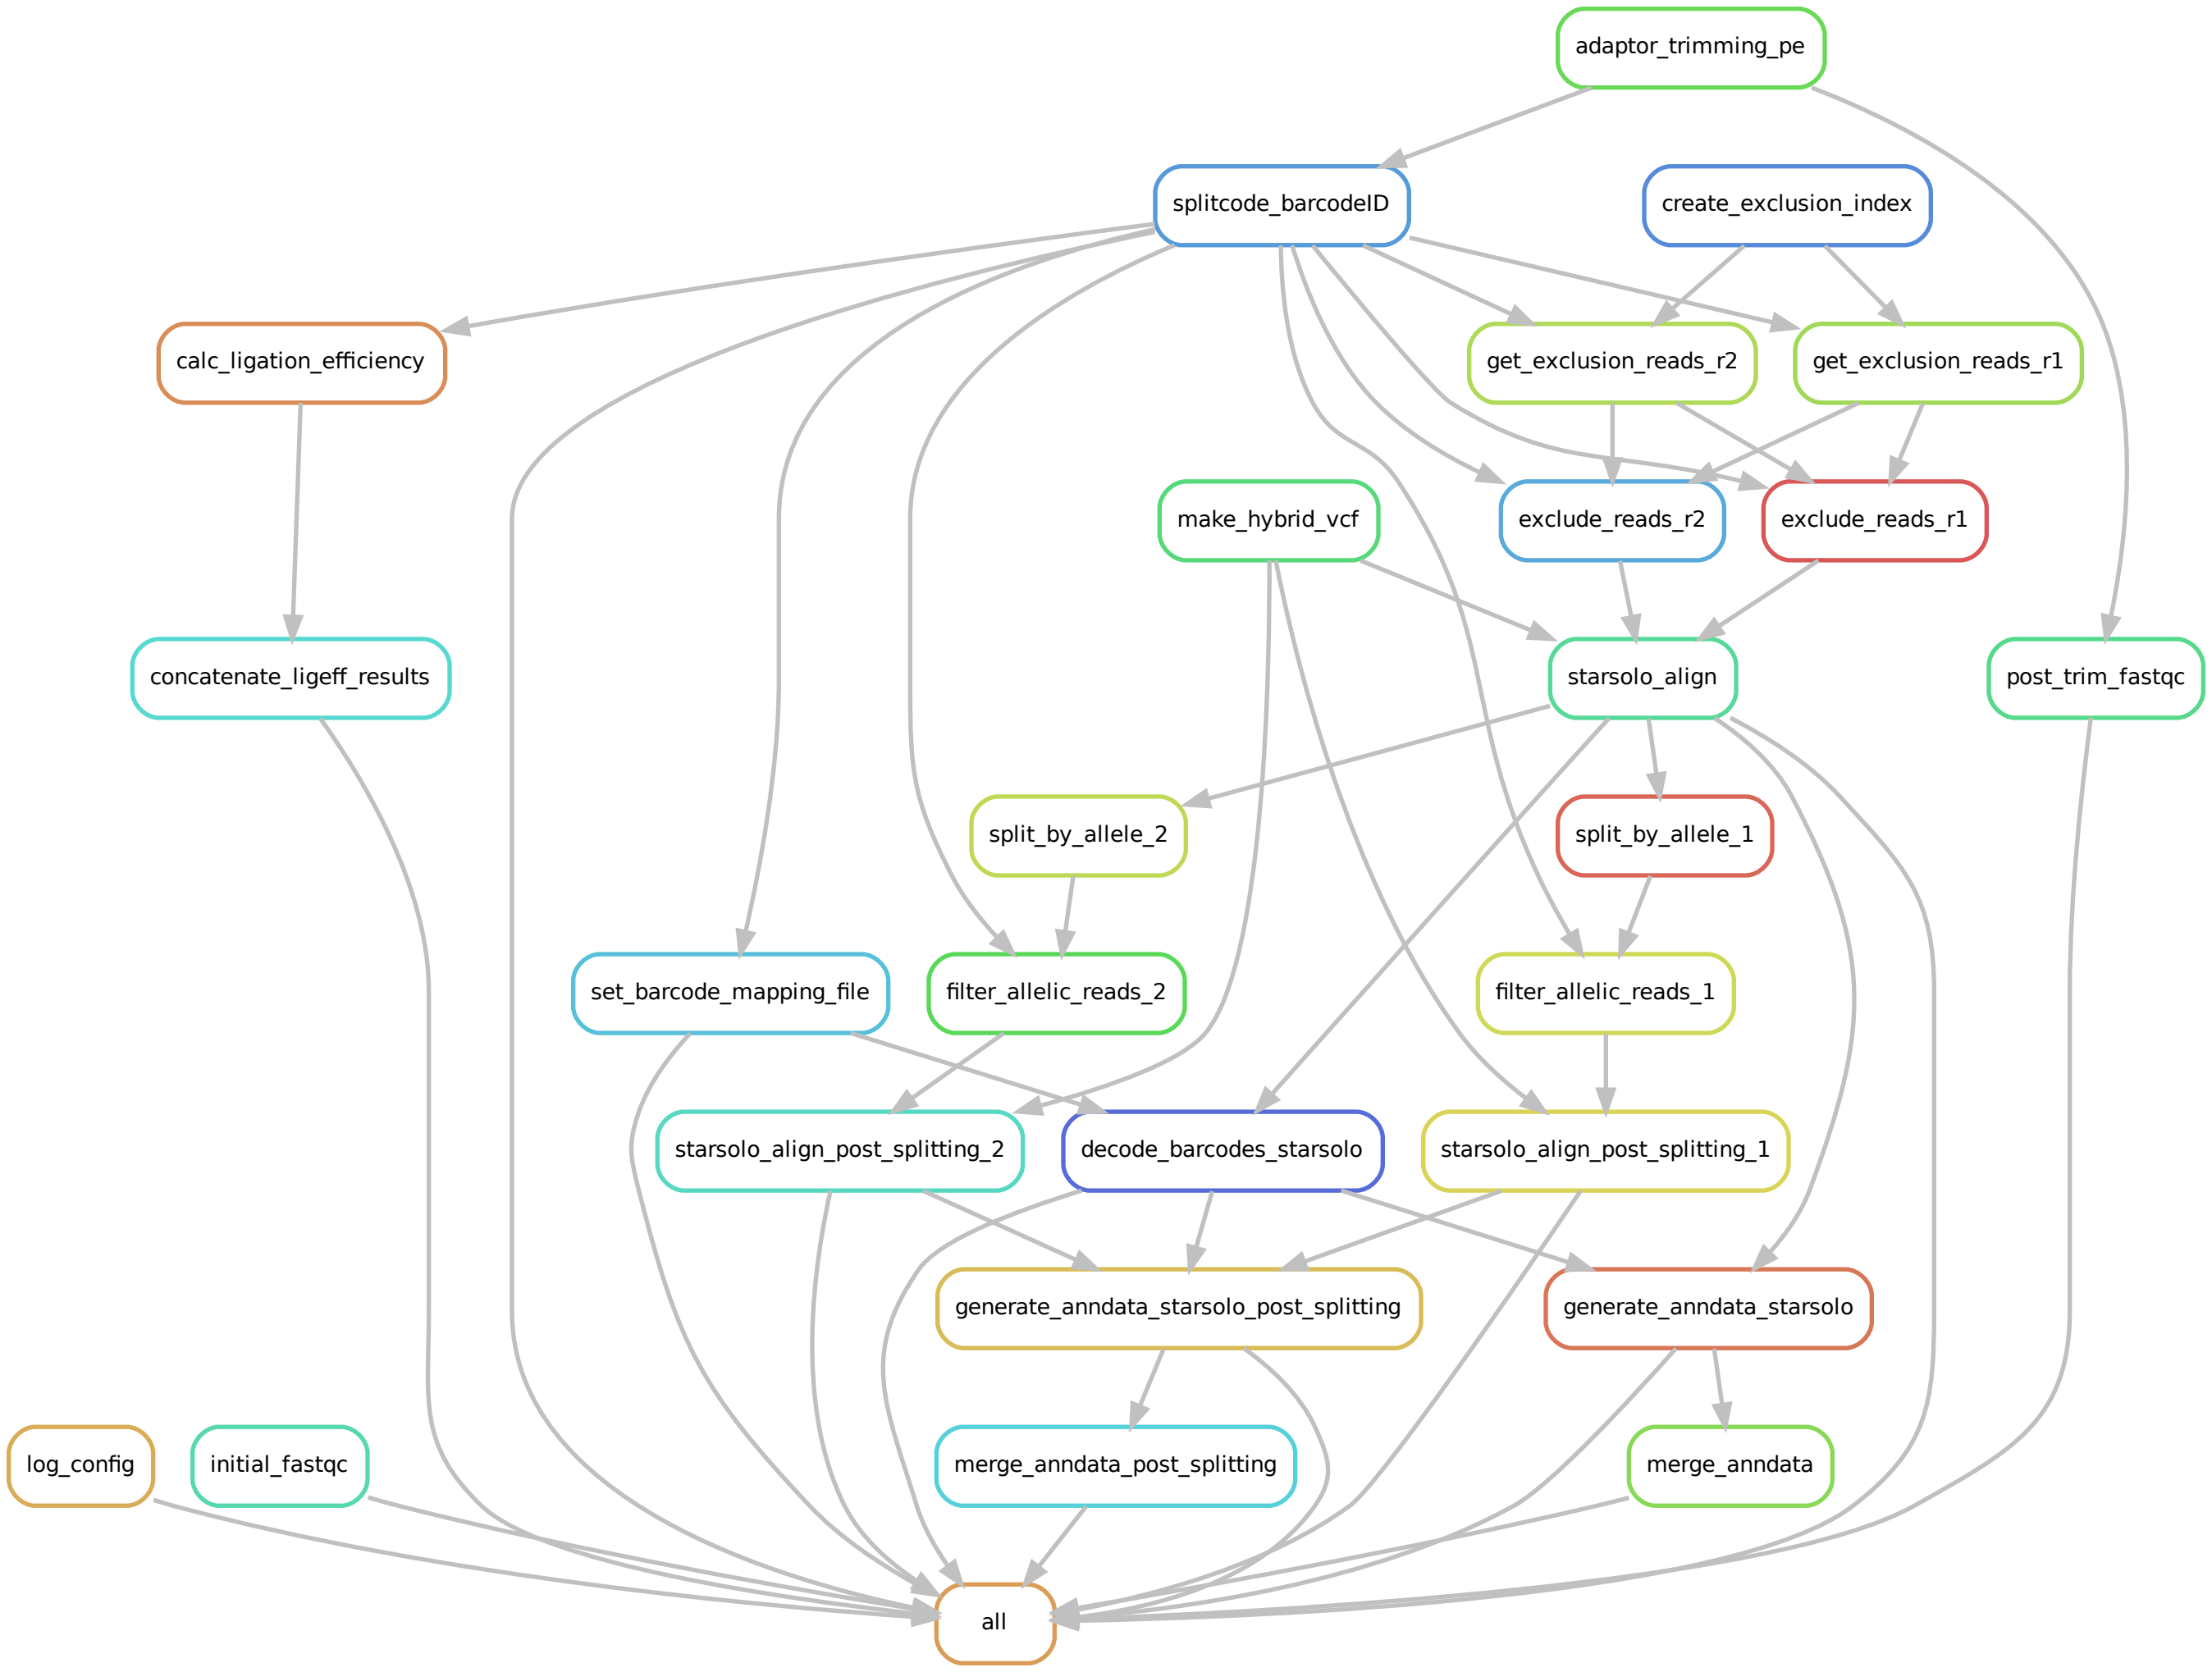 adaptor_trimming_pe
splitcode_barcodeID
create_exclusion_index
calc_ligation_efficiency
get_exclusion_reads_r2
get_exclusion_reads_r1
make_hybrid_vcf
exclude_reads_r2
exclude_reads_r1
concatenate_ligeff_results
starsolo_align
post_trim_fastqc
split_by_allele_2
split_by_allele_1
set_barcode_mapping_file
filter_allelic_reads_2
filter_allelic_reads_1
starsolo_align_post_splitting_2
decode_barcodes_starsolo
starsolo_align_post_splitting_1
generate_anndata_starsolo_post_splitting
generate_anndata_starsolo
log_config
initial_fastqc
merge_anndata_post_splitting
merge_anndata
all